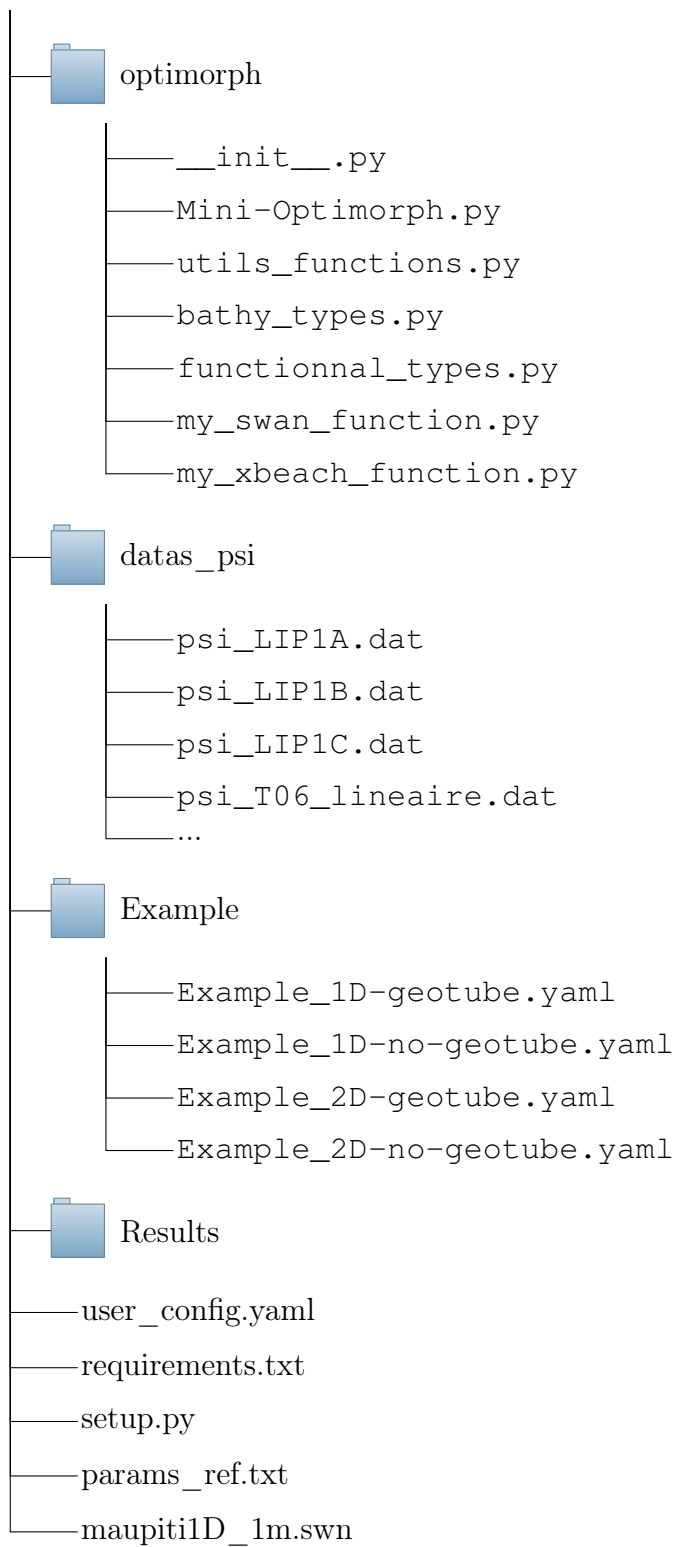 optimorph
__init__.py
Mini-Optimorph.py
utils_functions.py
bathy_types.py
functionnal_types.py
my_swan_function.py
my_xbeach_function.py
datas_psi
psi_LIP1A.dat
psi_LIP1B.dat
psi_LIP1C.dat
psi_T06_lineaire.dat
...
Example
Example_1D-geotube.yaml
Example_1D-no-geotube.yaml
Example_2D-geotube.yaml
Example_2D-no-geotube.yaml
Results
user_config.yaml
requirements.txt
setup.py
params_ref.txt
maupiti1D_1m.swn